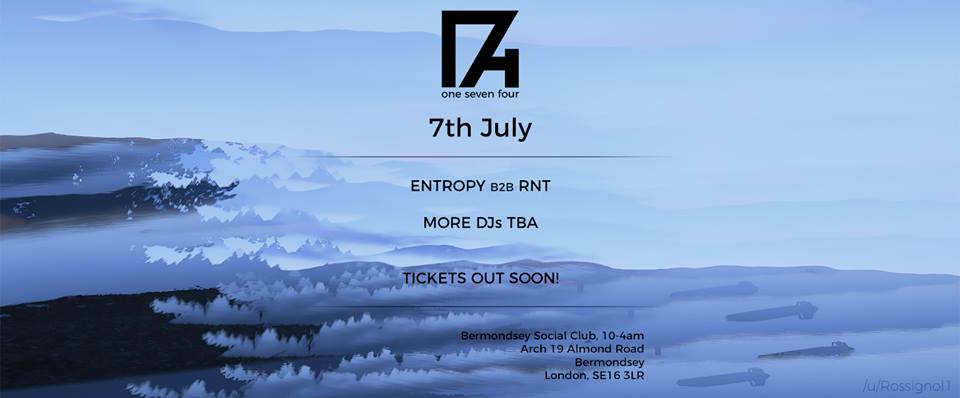 174
one seven four
7th July
ENTROPY B2B RNT
MORE DJs TBA
TICKETS OUT SOON!
Bermondsey Social Club, 10-4am
Arch 19 Almond Road
Bermondsey
London, SE16 3LR
/u/Rossignol1